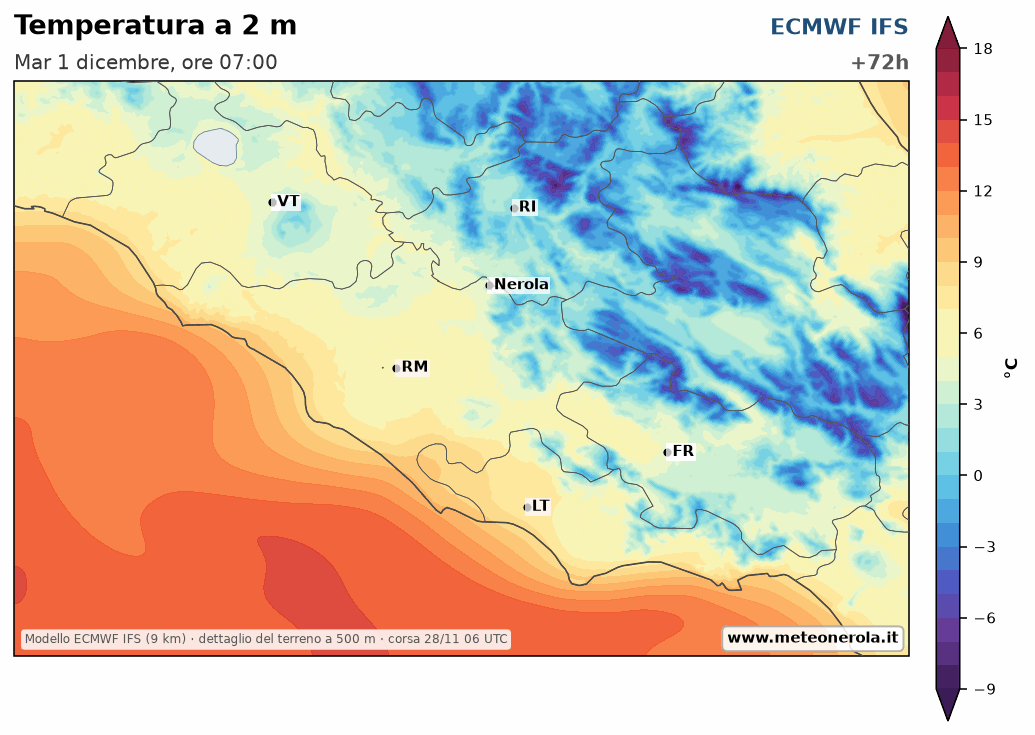 Temperatura a 2 m
ECMWF IFS
Mar 1 dicembre, ore 07:00
+72h
VT
RI
Nerola
RM
FR
LT
Modello ECMWF IFS (9 km) · dettaglio del terreno a 500 m · corsa 28/11 06 UTC
www.meteonerola.it
18
15
12
9
6
3
0
−3
−6
−9
°C